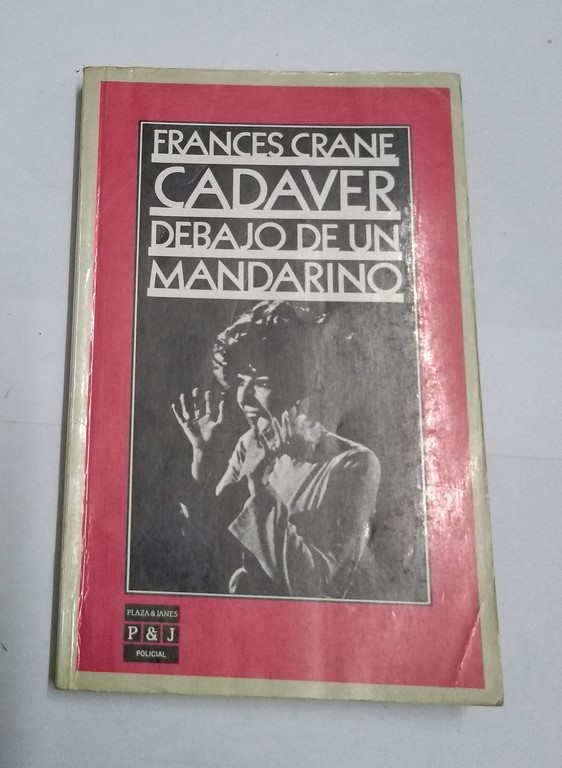 FRANCES CRANE
CADAVER
DEBAJO DE UN
MANDARINO
PLAZA & JANES
P & J
POLICIAL